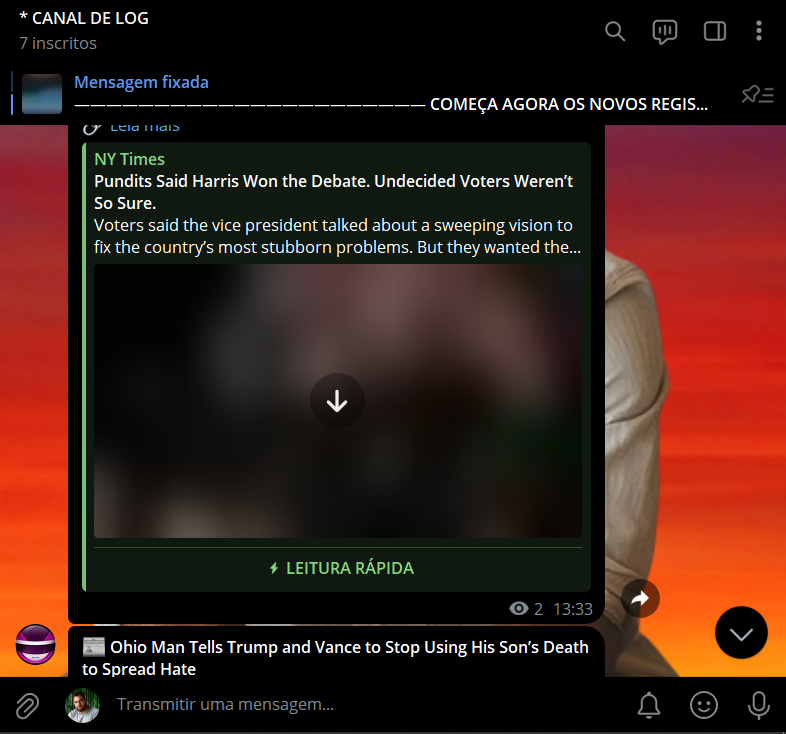 * CANAL DE LOG
7 inscritos
Mensagem fixada
—————————————————————— COMEÇA AGORA OS NOVOS REGIS...
Leia mais
NY Times
Pundits Said Harris Won the Debate. Undecided Voters Weren’t
So Sure.
Voters said the vice president talked about a sweeping vision to
fix the country’s most stubborn problems. But they wanted the...
LEITURA RÁPIDA
2 13:33
Ohio Man Tells Trump and Vance to Stop Using His Son’s Death
to Spread Hate
Transmitir uma mensagem...